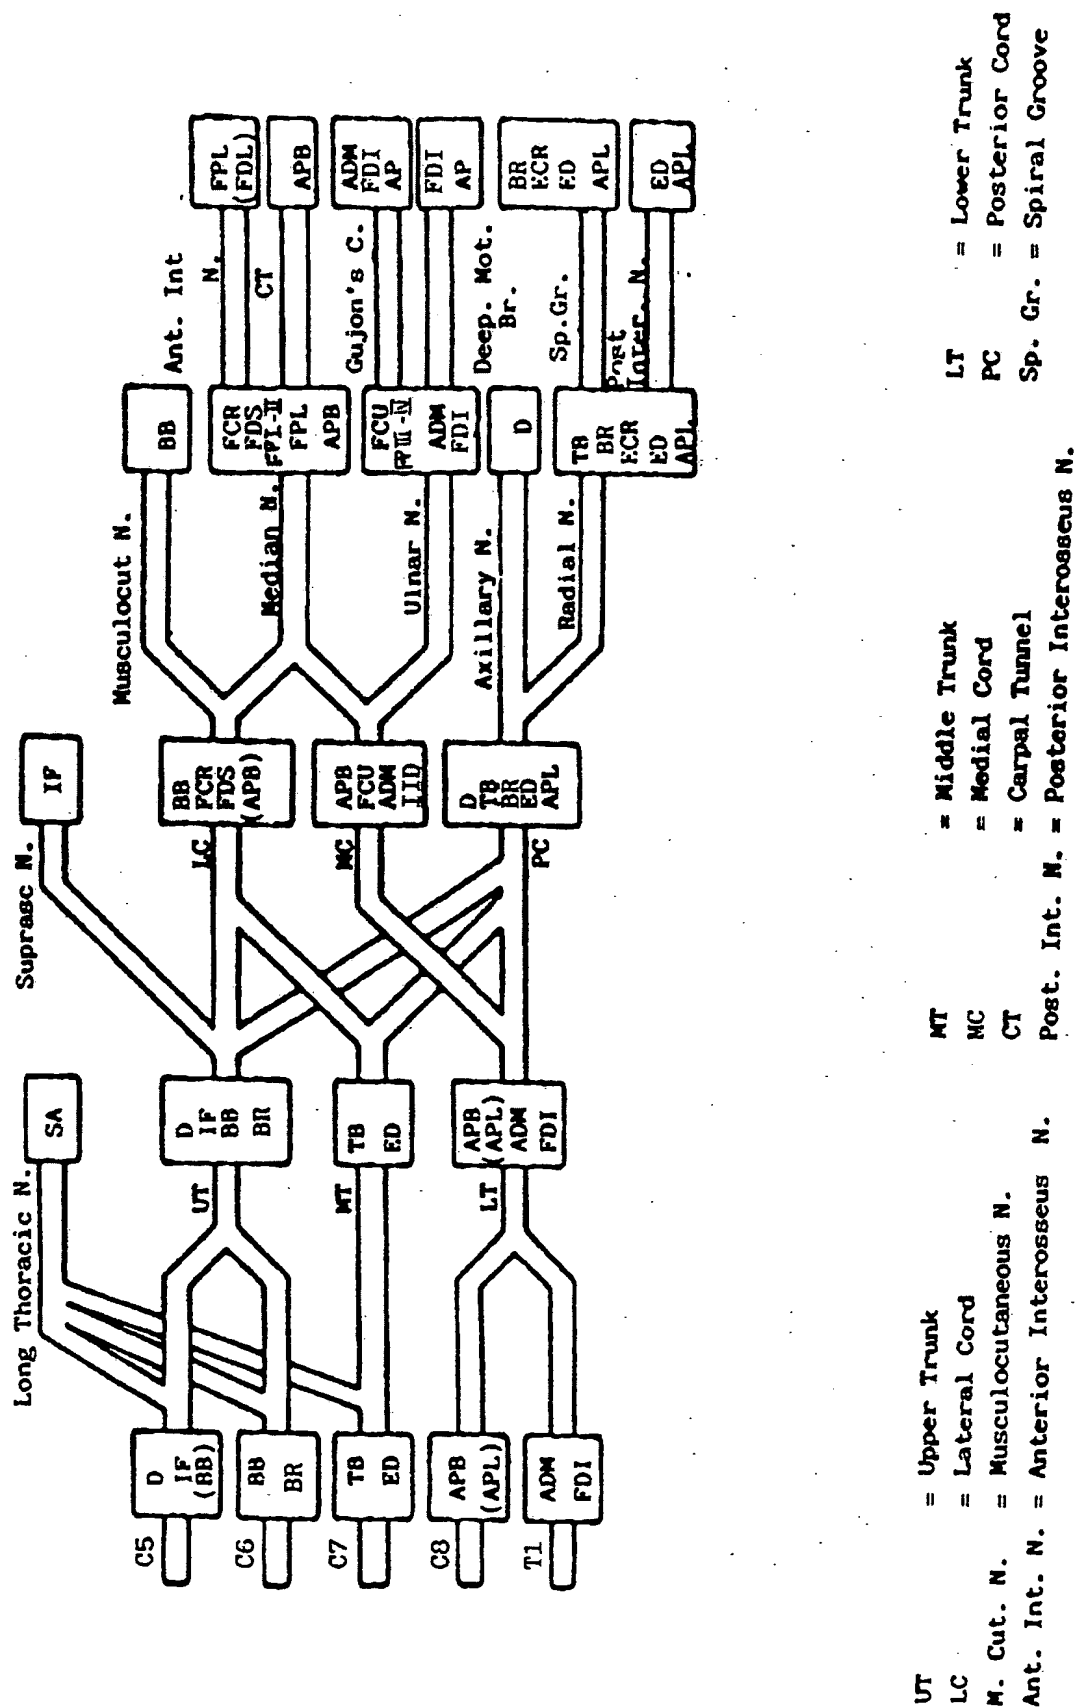 Long Thoracic N.
SA
Suprasc N.
IF
C5
D
IF
(BB)
C6
BB
BR
C7
TB
ED
C8
APB
(APL)
T1
ADM
FDI
UT
D
IF
BB
BR
MT
TB
ED
LT
APB
(APL)
ADM
FDI
LC
BB
FCR
FDS
(APB)
MC
APB
FCU
ADM
IID
PC
D
TB
BR
ED
APL
Musculocut N.
BB
Median N.
FCR
FDS
FPI-II
FPL
APB
Ulnar N.
FCU
FPIII-IV
ADM
FDI
Axillary N.
D
Radial N.
TB
BR
ECR
ED
APL
Ant. Int
N.
FPL
(FDL)
CT
APB
Gujon's C.
ADM
FDI
AP
Deep. Mot.
Br.
FDI
AP
Sp.Gr.
BR
ECR
ED
APL
Post
Inter. N.
ED
APL
UT = Upper Trunk
LC = Lateral Cord
M. Cut. N. = Musculocutaneous N.
Ant. Int. N. = Anterior Interosseus N.
MT = Middle Trunk
MC = Medial Cord
CT = Carpal Tunnel
Post. Int. N. = Posterior Interosseus N.
LT = Lower Trunk
PC = Posterior Cord
Sp. Gr. = Spiral Groove